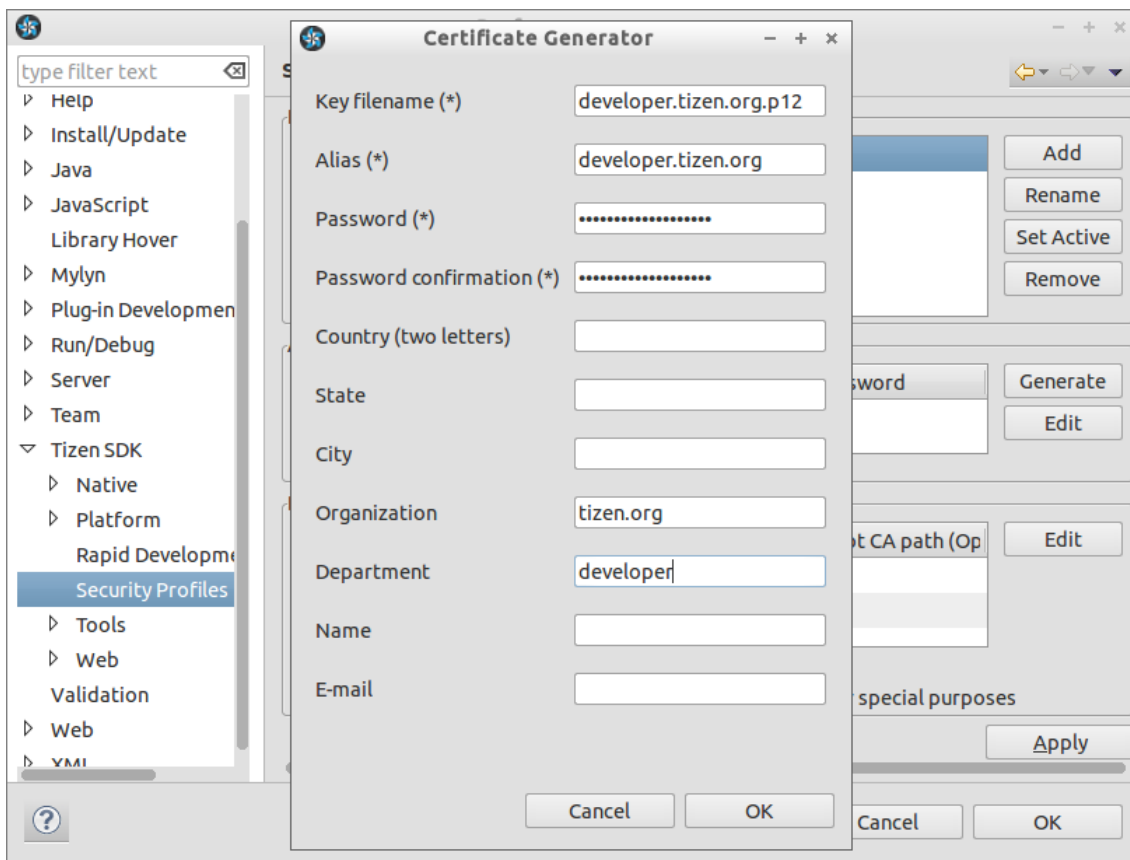 Certificate Generator
type filter text
Help
Install/Update
Java
JavaScript
Library Hover
Mylyn
Plug-in Developmen
Run/Debug
Server
Team
Tizen SDK
Native
Platform
Rapid Developme
Security Profiles
Tools
Web
Validation
Web
XML
Key filename (*) developer.tizen.org.p12
Alias (*) developer.tizen.org
Password (*) •••••••••••••••••••
Password confirmation (*) •••••••••••••••••••
Country (two letters)
State
City
Organization tizen.org
Department developer
Name
E-mail
Cancel OK
Add
Rename
Set Active
Remove
sword
Generate
Edit
ot CA path (Op
Edit
special purposes
Apply
Cancel OK